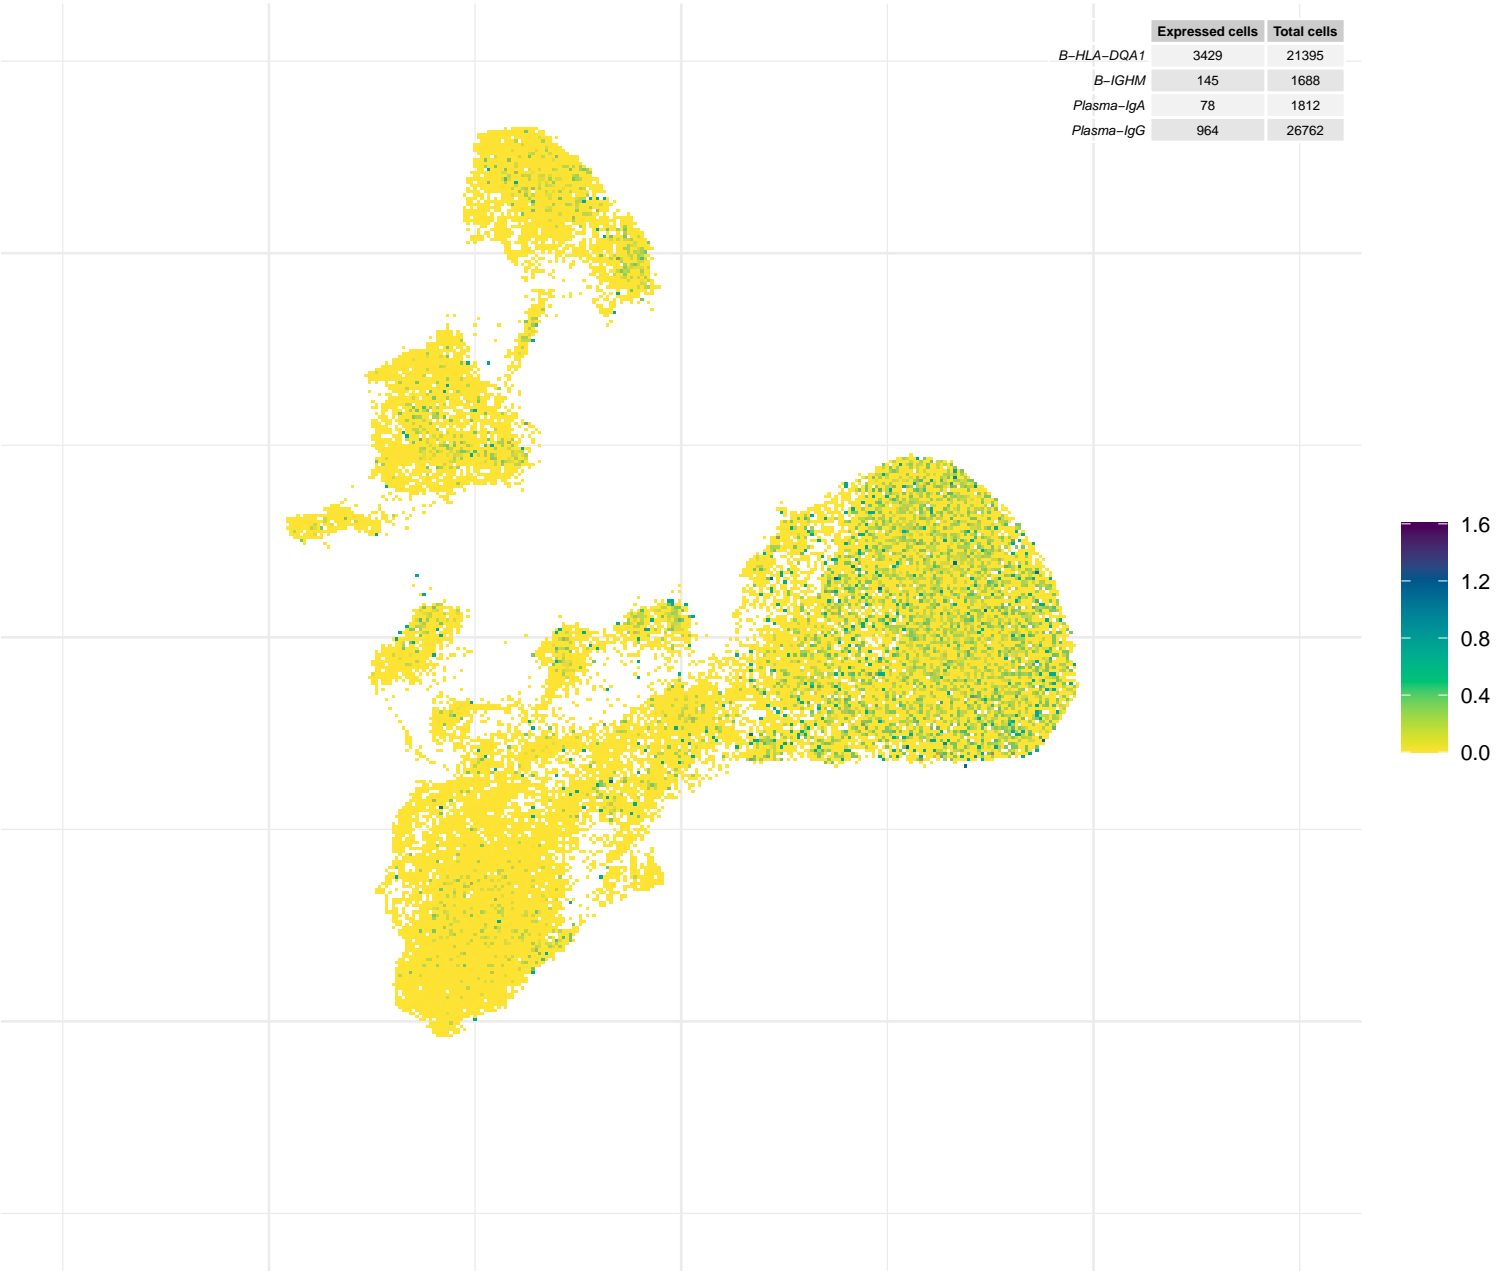 Expressed cells Total cells
B−HLA−DQA1 3429 21395
B−IGHM 145 1688
Plasma−IgA 78 1812
Plasma−IgG 964 26762
1.6
1.2
0.8
0.4
0.0